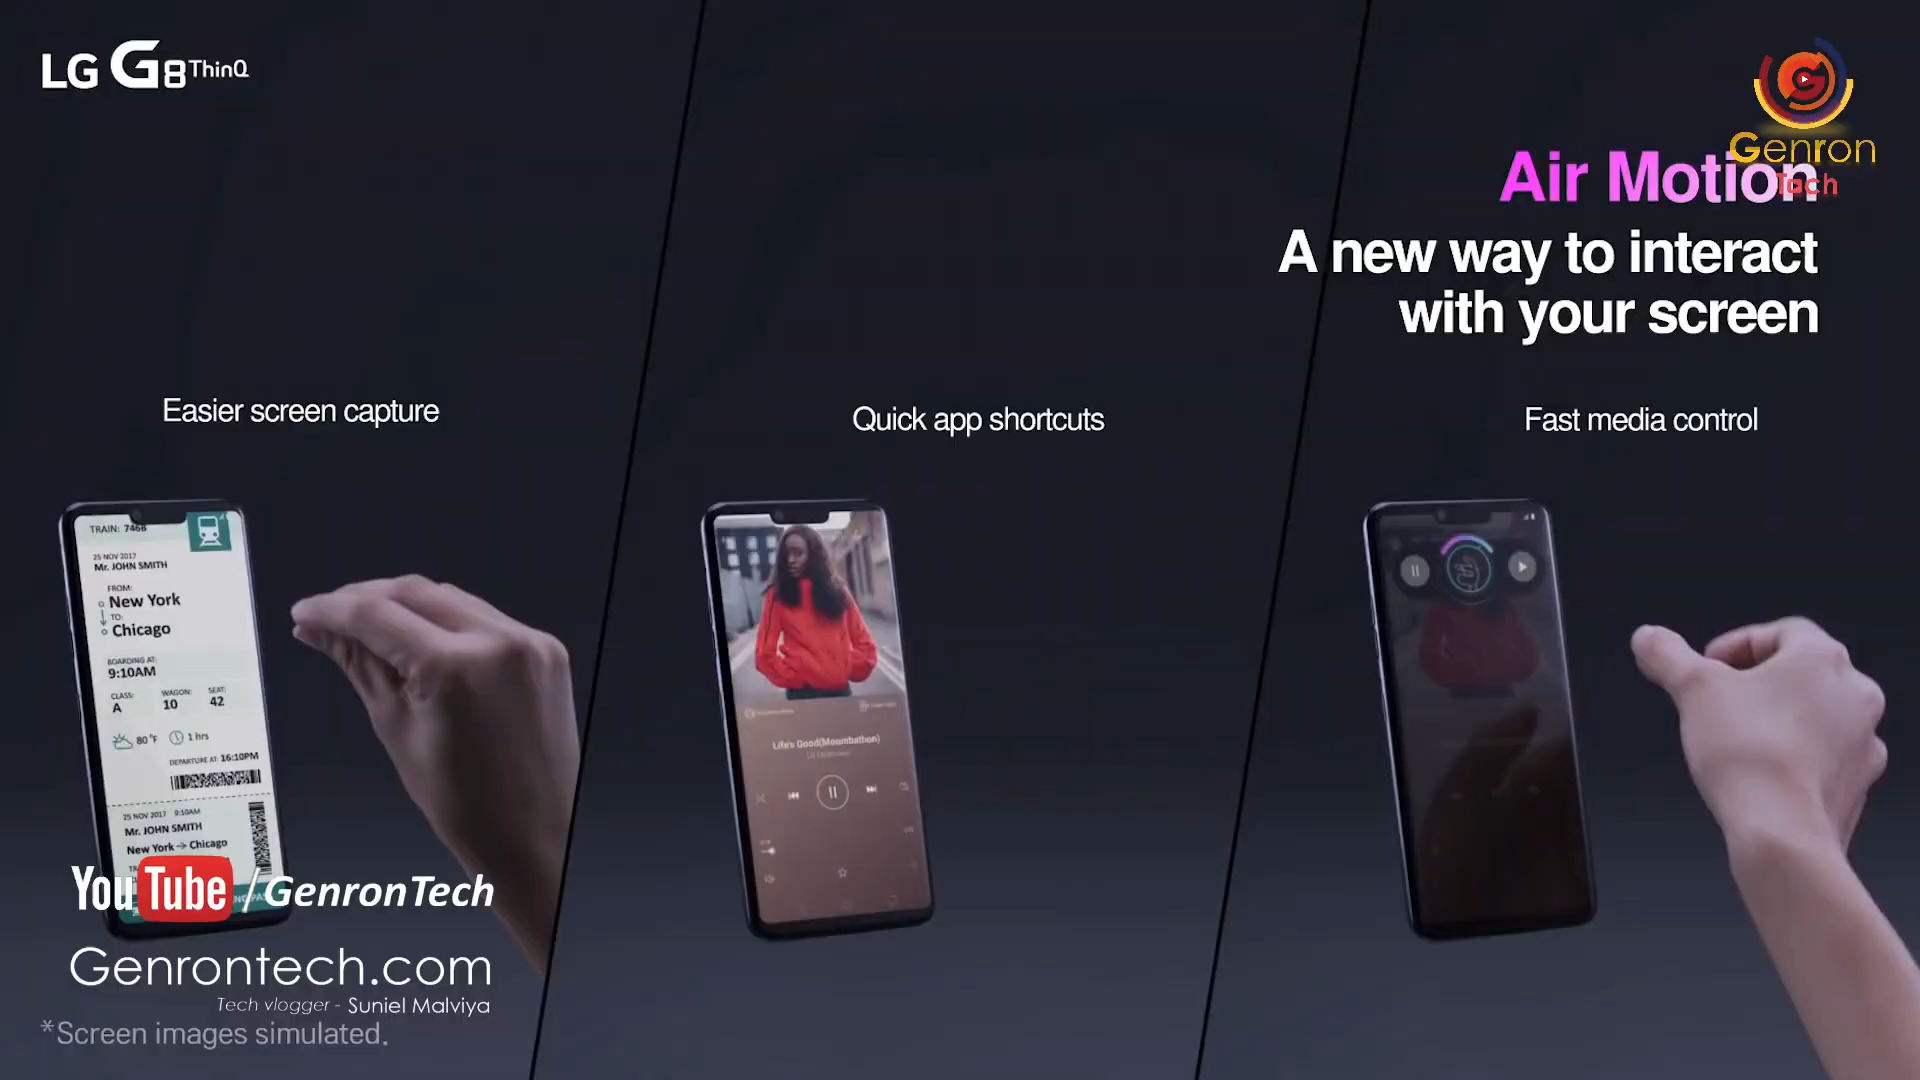 LG G8 ThinQ
Genron
Tech
Air Motion
A new way to interact
with your screen
Easier screen capture
Quick app shortcuts
Fast media control
TRAIN: 7468
25 NOV 2017
Mr. JOHN SMITH
FROM:
New York
TO:
Chicago
BOARDING AT:
9:10AM
CLASS: WAGON: SEAT:
A 10 42
80°F 1 hrs
DEPARTURE AT: 16:10PM
25 NOV 2017 9:10AM
Mr. JOHN SMITH
New York → Chicago
Life's Good(Moombathon)
YouTube /GenronTech
Genrontech.com
Tech vlogger - Suniel Malviya
*Screen images simulated.